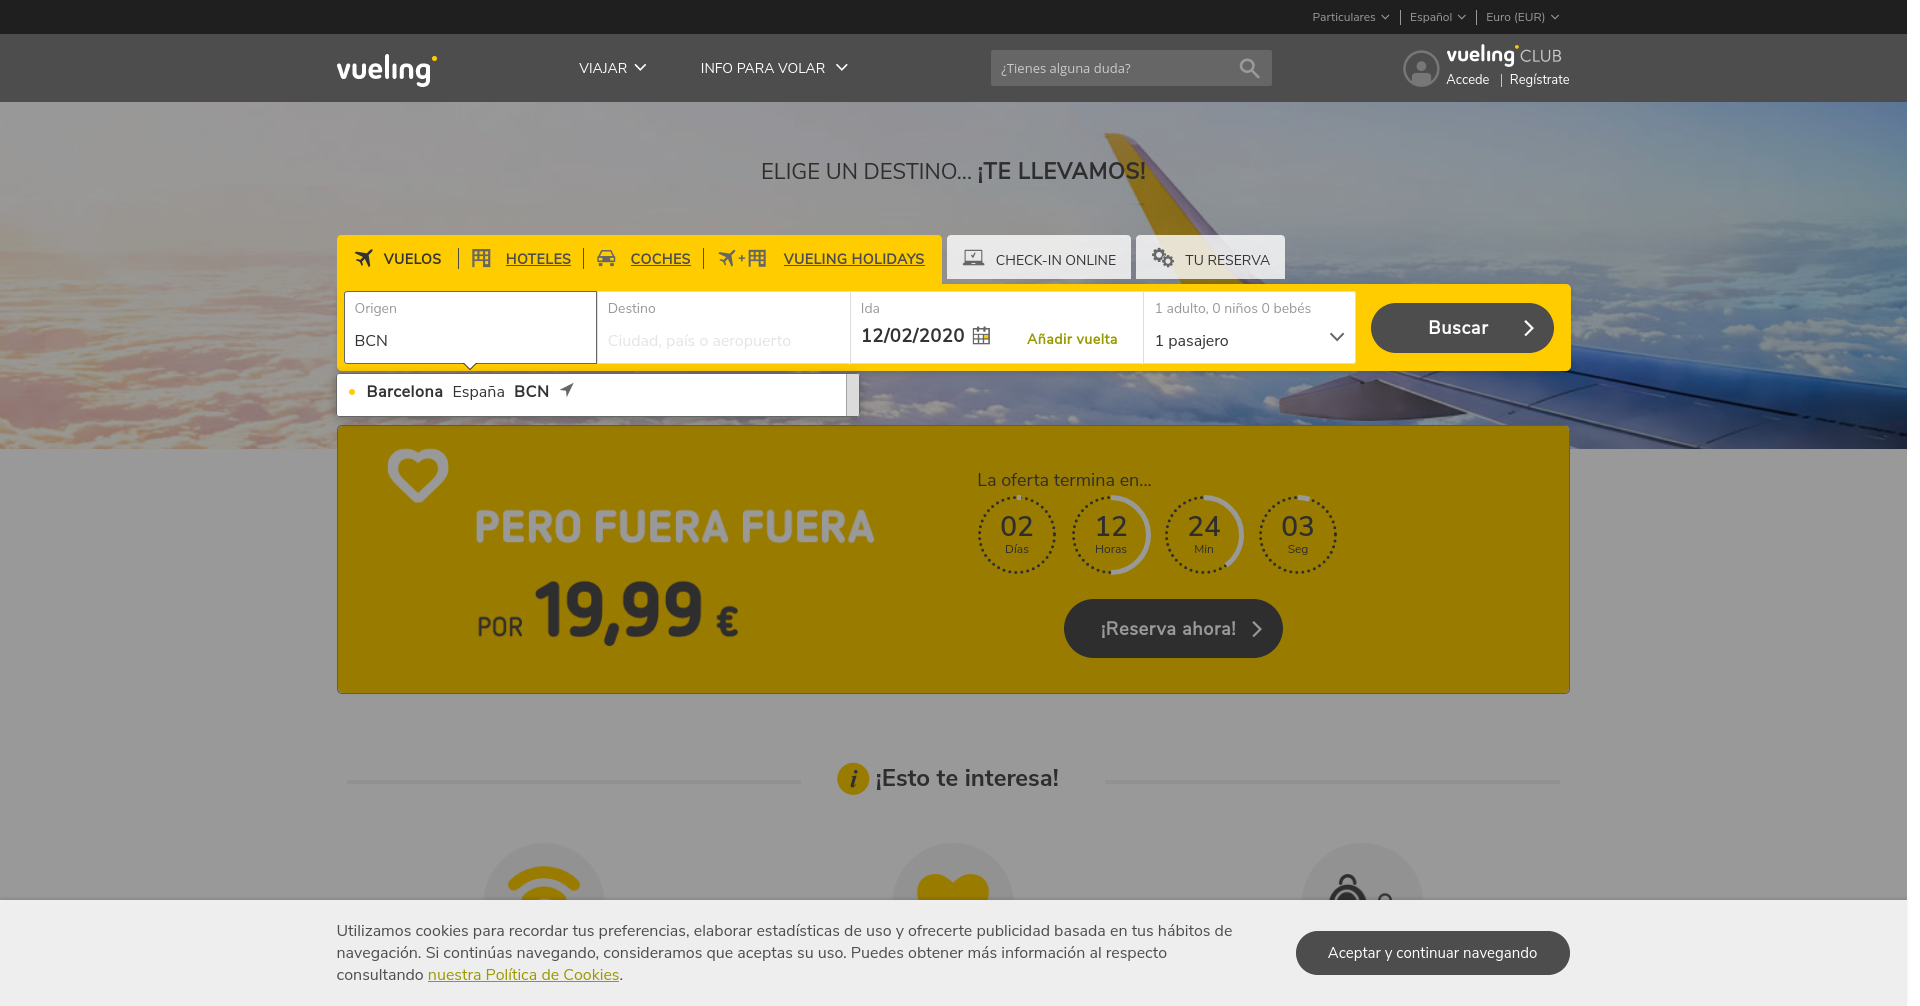 Particulares
Español
Euro (EUR)
vueling
VIAJAR
INFO PARA VOLAR
¿Tienes alguna duda?
vueling CLUB
Accede | Regístrate
ELIGE UN DESTINO... ¡TE LLEVAMOS!
VUELOS
HOTELES
COCHES
+
VUELING HOLIDAYS
CHECK-IN ONLINE
TU RESERVA
Origen
BCN
Destino
Ciudad, país o aeropuerto
Ida
12/02/2020
Añadir vuelta
1 adulto, 0 niños 0 bebés
1 pasajero
Buscar
Barcelona España BCN
PERO FUERA FUERA
POR 19,99 €
La oferta termina en...
02 12 24 03
Días Horas Min Seg
¡Reserva ahora!
i ¡Esto te interesa!
Utilizamos cookies para recordar tus preferencias, elaborar estadísticas de uso y ofrecerte publicidad basada en tus hábitos de
navegación. Si continúas navegando, consideramos que aceptas su uso. Puedes obtener más información al respecto
consultando nuestra Política de Cookies.
Aceptar y continuar navegando